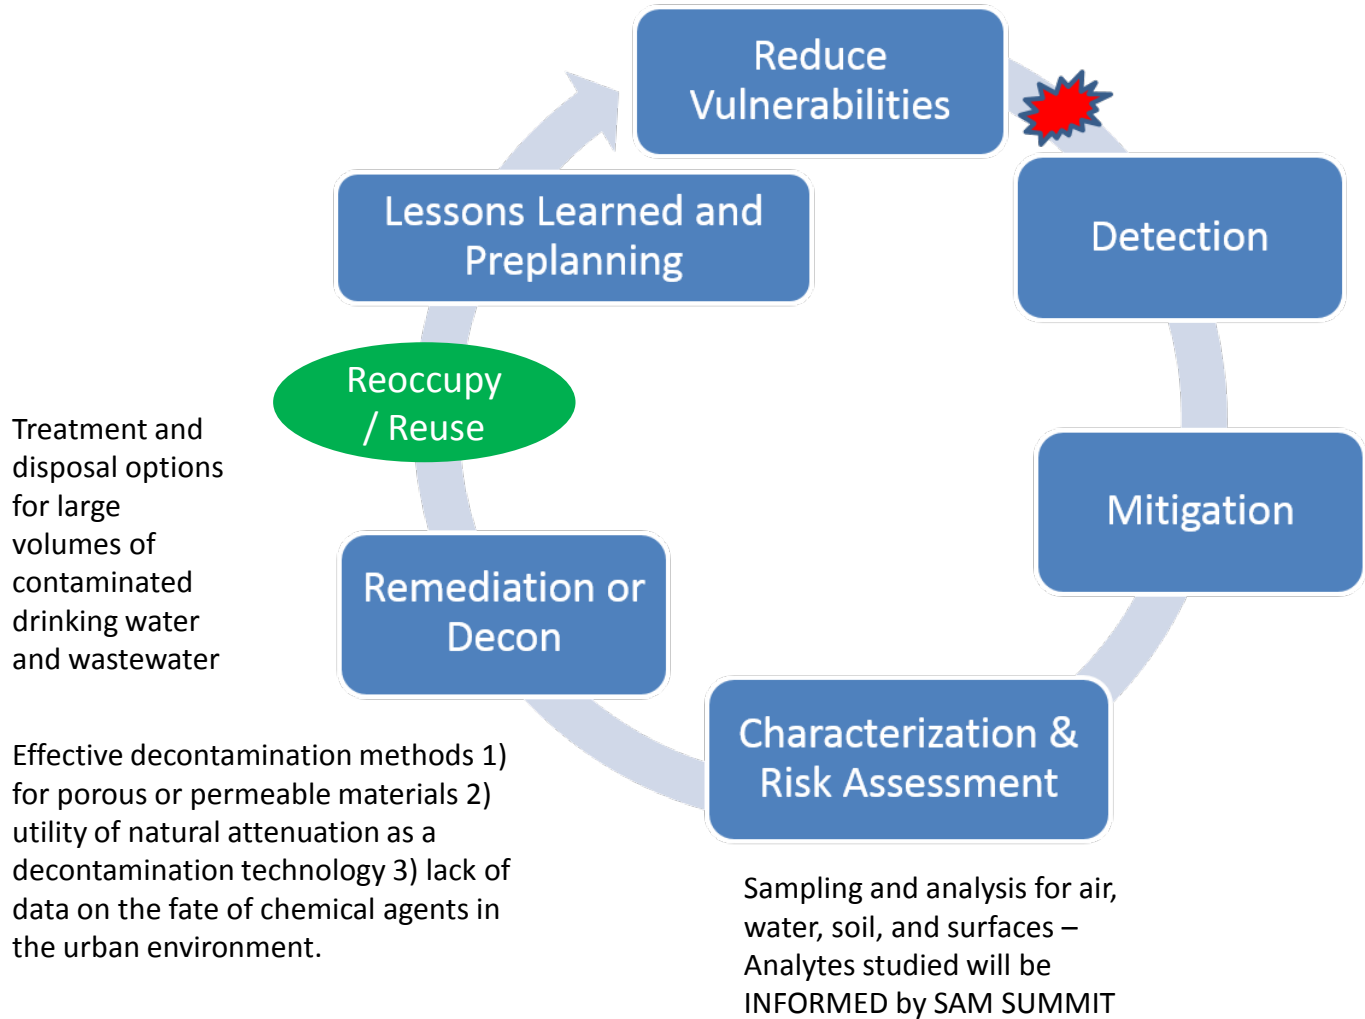 Reduce
Vulnerabilities
Detection
Mitigation
Characterization &
Risk Assessment
Sampling and analysis for air,
water, soil, and surfaces –
Analytes studied will be
INFORMED by SAM SUMMIT
Remediation or
Decon
Effective decontamination methods 1)
for porous or permeable materials 2)
utility of natural attenuation as a
decontamination technology 3) lack of
data on the fate of chemical agents in
the urban environment.
Treatment and
disposal options
for large
volumes of
contaminated
drinking water
and wastewater
Reoccupy
/ Reuse
Lessons Learned and
Preplanning